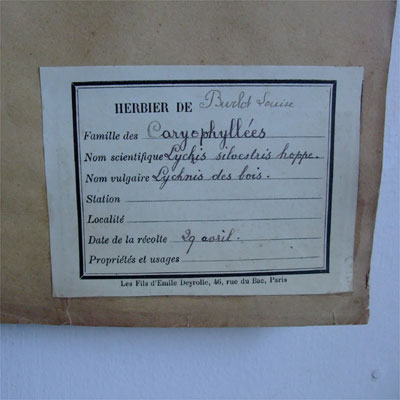 HERBIER DE Burlot Louise
Famille des Caryophyllées
Nom scientifique Lychis silvestris hoppe.
Nom vulgaire Lychnis des bois.
Station
Localité
Date de la récolte 29 avril.
Propriétés et usages
Les Fils d'Emile Deyrolle, 46, rue du Bac, Paris